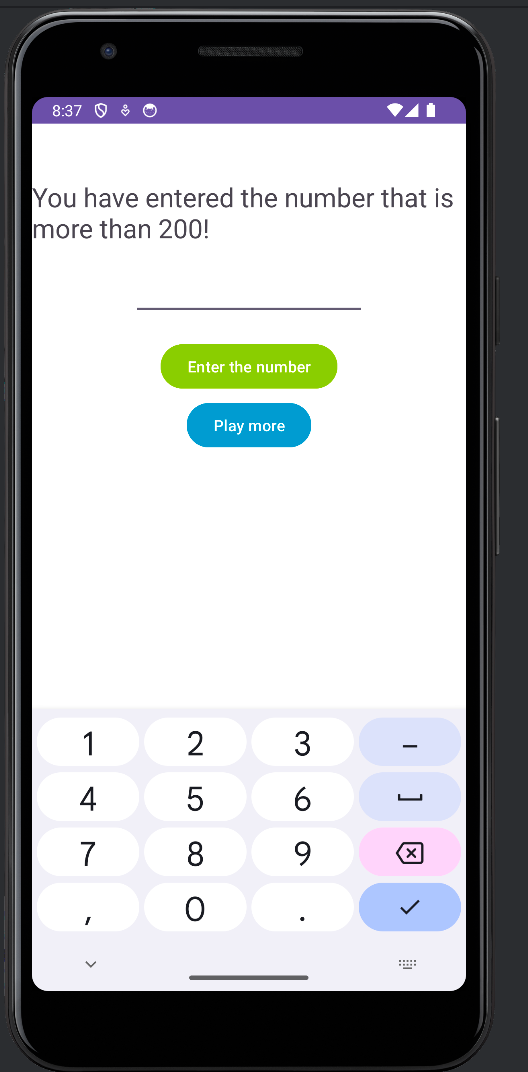 8:37
You have entered the number that is
more than 200!
Enter the number
Play more
1 2 3 –
4 5 6
7 8 9
, 0 .